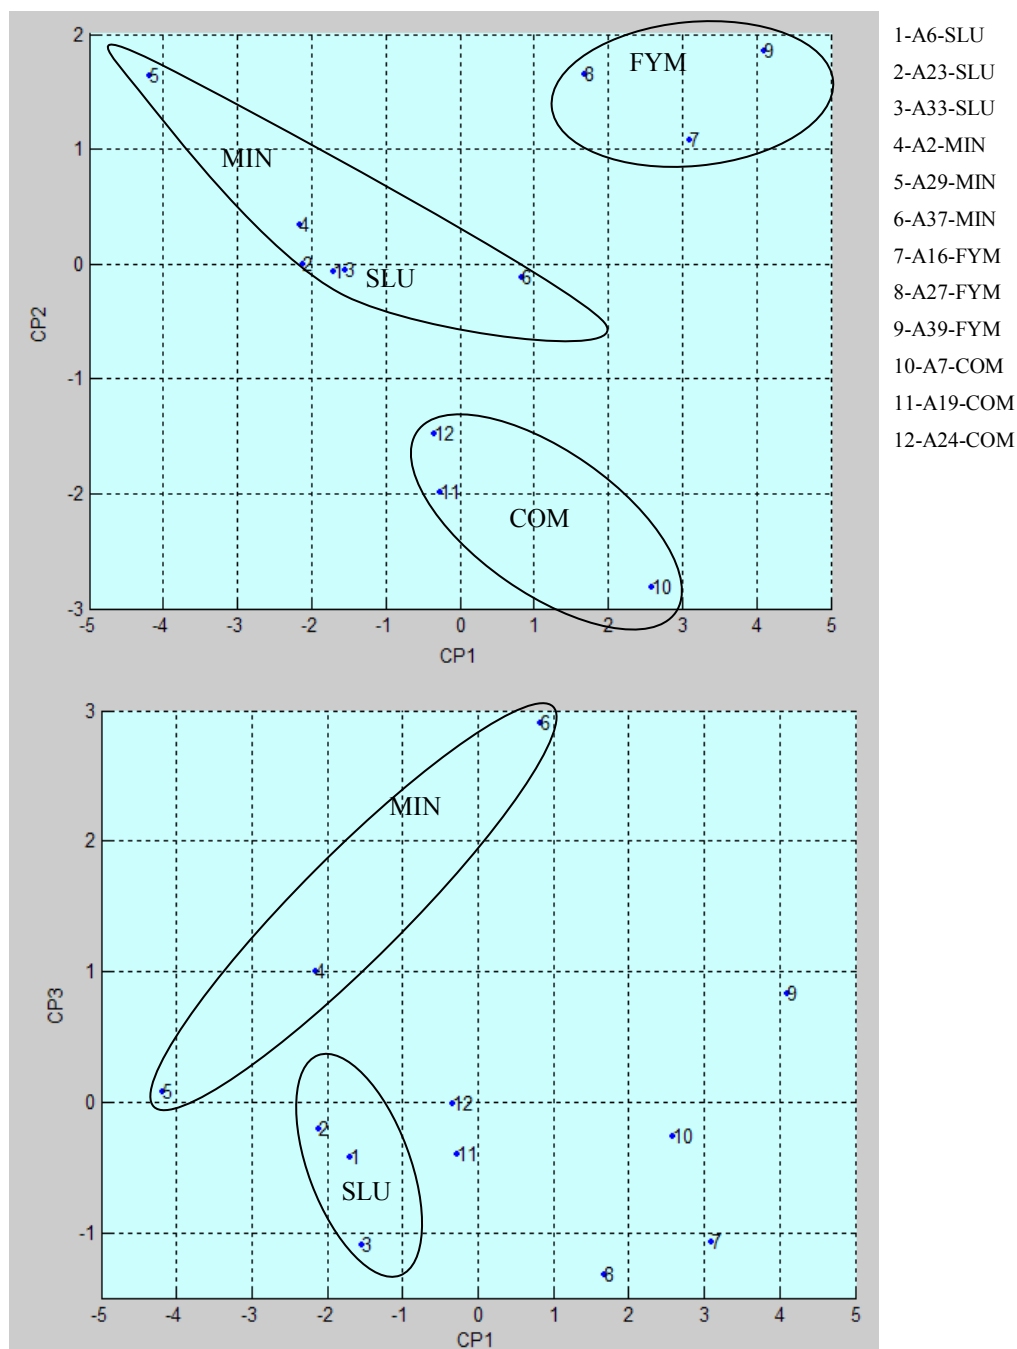 2
1
0
-1
-2
-3
CP2
5
MIN
4
2
1
3
SLU
6
FYM
8
9
7
12
11
COM
10
-5
-4
-3
-2
-1
0
1
2
3
4
5
CP1
1-A6-SLU
2-A23-SLU
3-A33-SLU
4-A2-MIN
5-A29-MIN
6-A37-MIN
7-A16-FYM
8-A27-FYM
9-A39-FYM
10-A7-COM
11-A19-COM
12-A24-COM
3
2
1
0
-1
CP3
6
MIN
4
9
5
12
2
10
11
1
SLU
3
7
8
-5
-4
-3
-2
-1
0
1
2
3
4
5
CP1